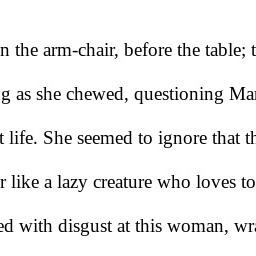 n the arm-chair, before the table; t
g as she chewed, questioning Mar
t life. She seemed to ignore that th
r like a lazy creature who loves to
ed with disgust at this woman, wra